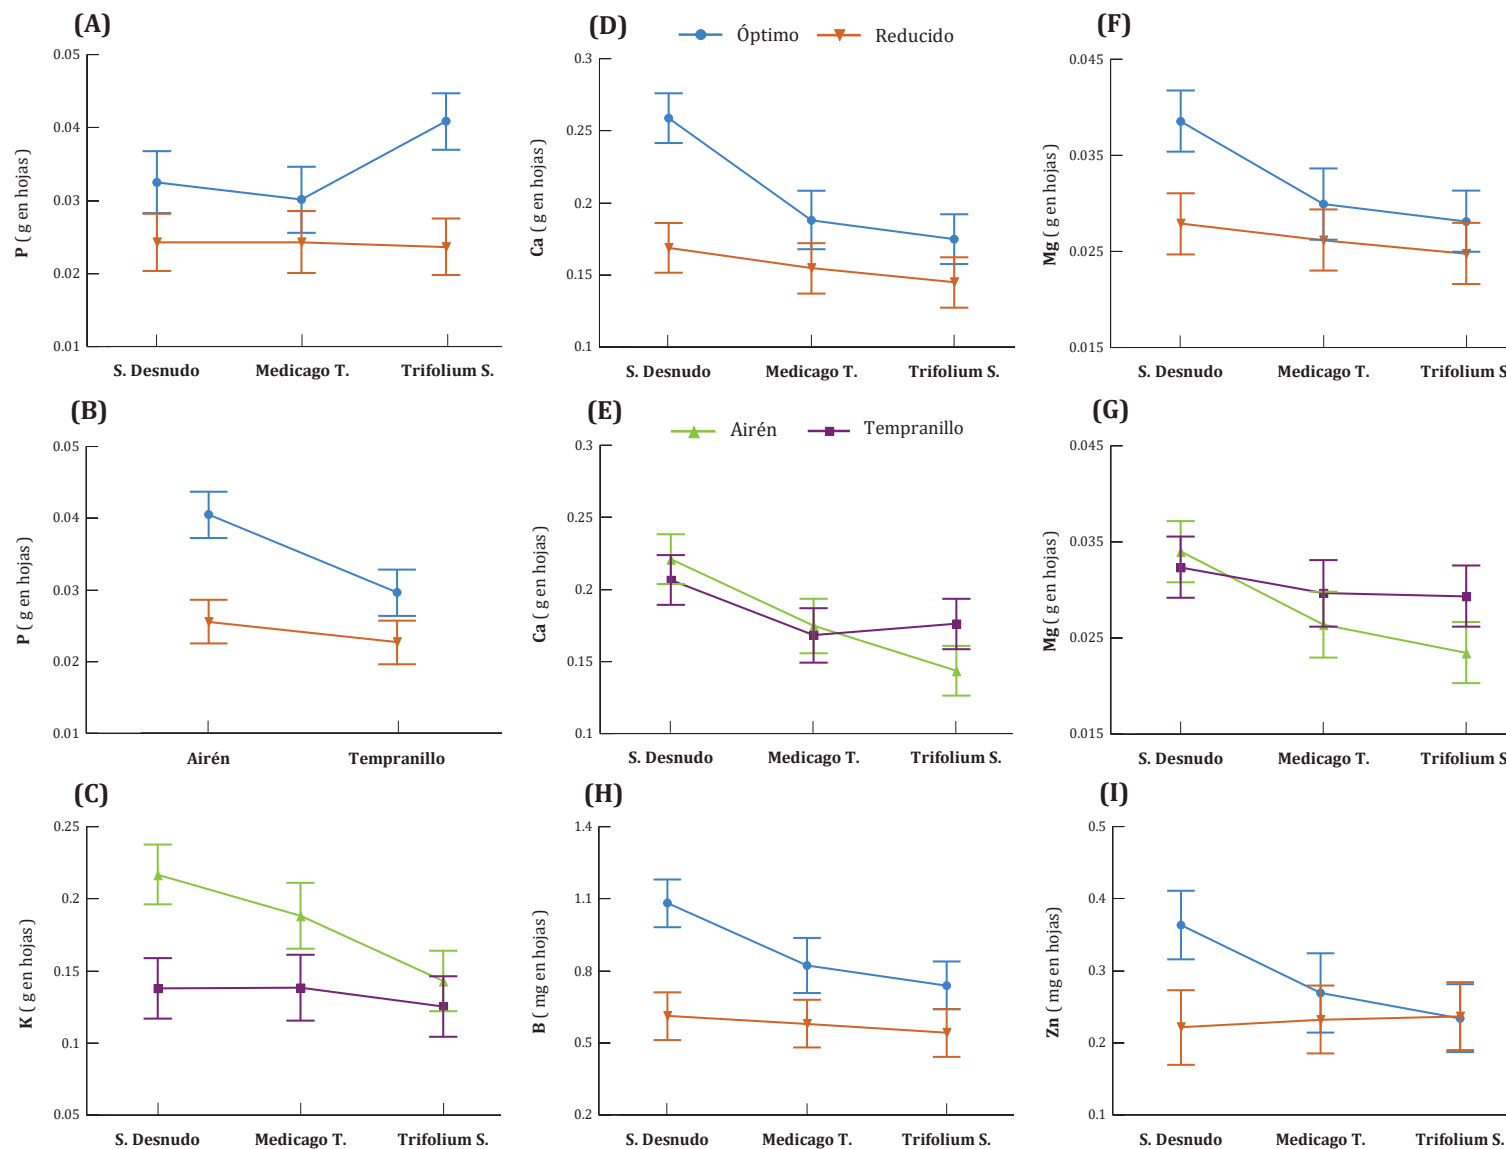 (A)
0.05
0.04
0.03
0.02
0.01
P ( g en hojas)
S. Desnudo Medicago T. Trifolium S.
(D)
Óptimo Reducido
0.3
0.25
0.2
0.15
0.1
Ca ( g en hojas)
S. Desnudo Medicago T. Trifolium S.
(F)
0.045
0.035
0.025
0.015
Mg ( g en hojas)
S. Desnudo Medicago T. Trifolium S
(B)
0.05
0.04
0.03
0.02
0.01
P ( g en hojas)
Airén Tempranillo
(E)
Airén Tempranillo
0.3
0.25
0.2
0.15
0.1
Ca ( g en hojas)
S. Desnudo Medicago T. Trifolium S.
(G)
0.045
0.035
0.025
0.015
Mg ( g en hojas)
S. Desnudo Medicago T. Trifolium S
(C)
0.25
0.2
0.15
0.1
0.05
K ( g en hojas)
S. Desnudo Medicago T. Trifolium S.
(H)
1.4
1.1
0.8
0.5
0.2
B ( mg en hojas)
S. Desnudo Medicago T. Trifolium S.
(I)
0.5
0.4
0.3
0.2
0.1
Zn ( mg en hojas)
S. Desnudo Medicago T. Trifolium S.